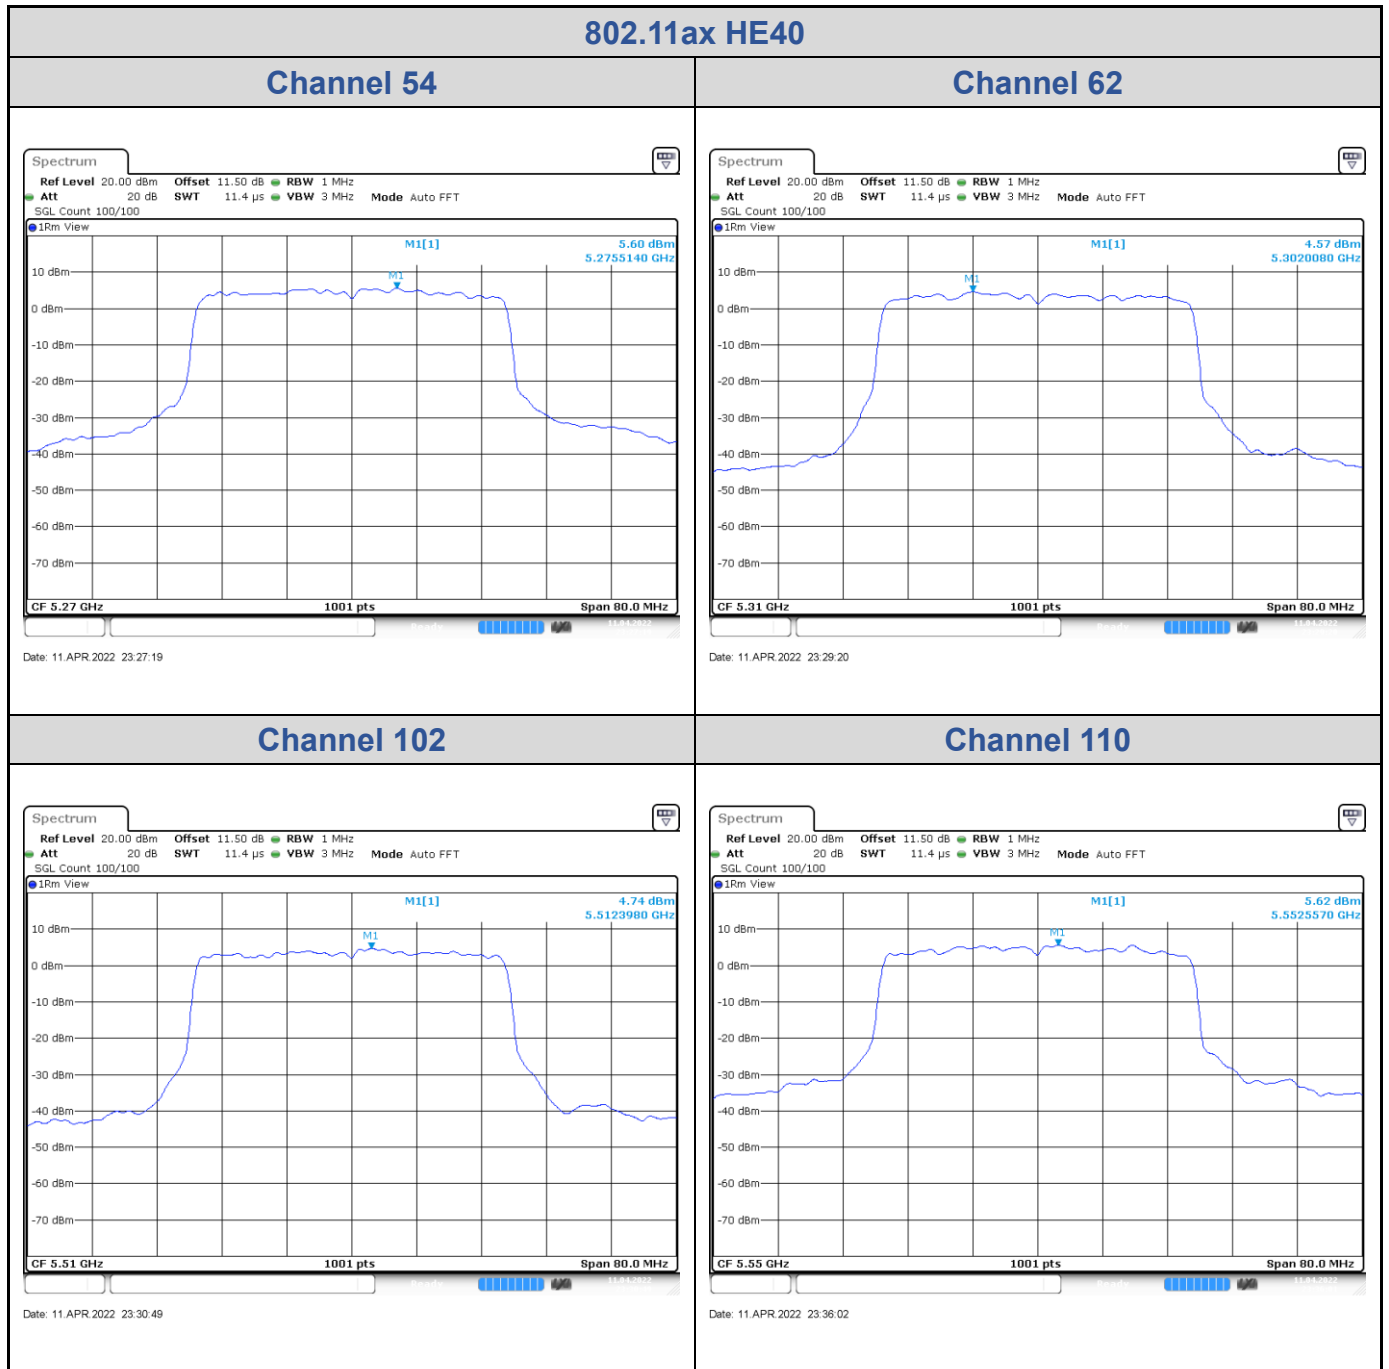 802.11ax HE40
Channel 54
Channel 62
Spectrum
Ref Level 20.00 dBm Offset 11.50 dB RBW 1 MHz
Att 20 dB SWT 11.4 µs VBW 3 MHz Mode Auto FFT
SGL Count 100/100
1Rm View
M1[1] 5.60 dBm
5.2755140 GHz
M1
10 dBm
0 dBm
-10 dBm
-20 dBm
-30 dBm
-40 dBm
-50 dBm
-60 dBm
-70 dBm
CF 5.27 GHz 1001 pts Span 80.0 MHz
Date: 11.APR.2022 23:27:19
Spectrum
Ref Level 20.00 dBm Offset 11.50 dB RBW 1 MHz
Att 20 dB SWT 11.4 µs VBW 3 MHz Mode Auto FFT
SGL Count 100/100
1Rm View
M1[1] 4.57 dBm
5.3020080 GHz
M1
10 dBm
0 dBm
-10 dBm
-20 dBm
-30 dBm
-40 dBm
-50 dBm
-60 dBm
-70 dBm
CF 5.31 GHz 1001 pts Span 80.0 MHz
Date: 11.APR.2022 23:29:20
Channel 102
Channel 110
Spectrum
Ref Level 20.00 dBm Offset 11.50 dB RBW 1 MHz
Att 20 dB SWT 11.4 µs VBW 3 MHz Mode Auto FFT
SGL Count 100/100
1Rm View
M1[1] 4.74 dBm
5.5123980 GHz
M1
10 dBm
0 dBm
-10 dBm
-20 dBm
-30 dBm
-40 dBm
-50 dBm
-60 dBm
-70 dBm
CF 5.51 GHz 1001 pts Span 80.0 MHz
Date: 11.APR.2022 23:30:49
Spectrum
Ref Level 20.00 dBm Offset 11.50 dB RBW 1 MHz
Att 20 dB SWT 11.4 µs VBW 3 MHz Mode Auto FFT
SGL Count 100/100
1Rm View
M1[1] 5.62 dBm
5.5525570 GHz
M1
10 dBm
0 dBm
-10 dBm
-20 dBm
-30 dBm
-40 dBm
-50 dBm
-60 dBm
-70 dBm
CF 5.55 GHz 1001 pts Span 80.0 MHz
Date: 11.APR.2022 23:36:02